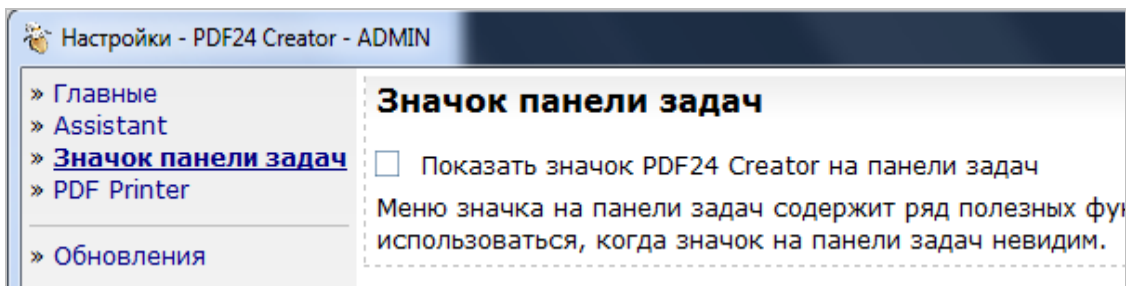 Настройки - PDF24 Creator - ADMIN
» Главные
» Assistant
» Значок панели задач
» PDF Printer
» Обновления
Значок панели задач
Показать значок PDF24 Creator на панели задач
Меню значка на панели задач содержит ряд полезных
использоваться, когда значок на панели задач невидим.